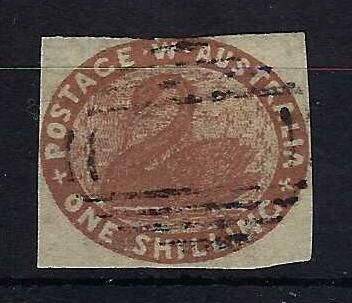 POSTAGE · W · AUSTRALIA
ONE SHILLING